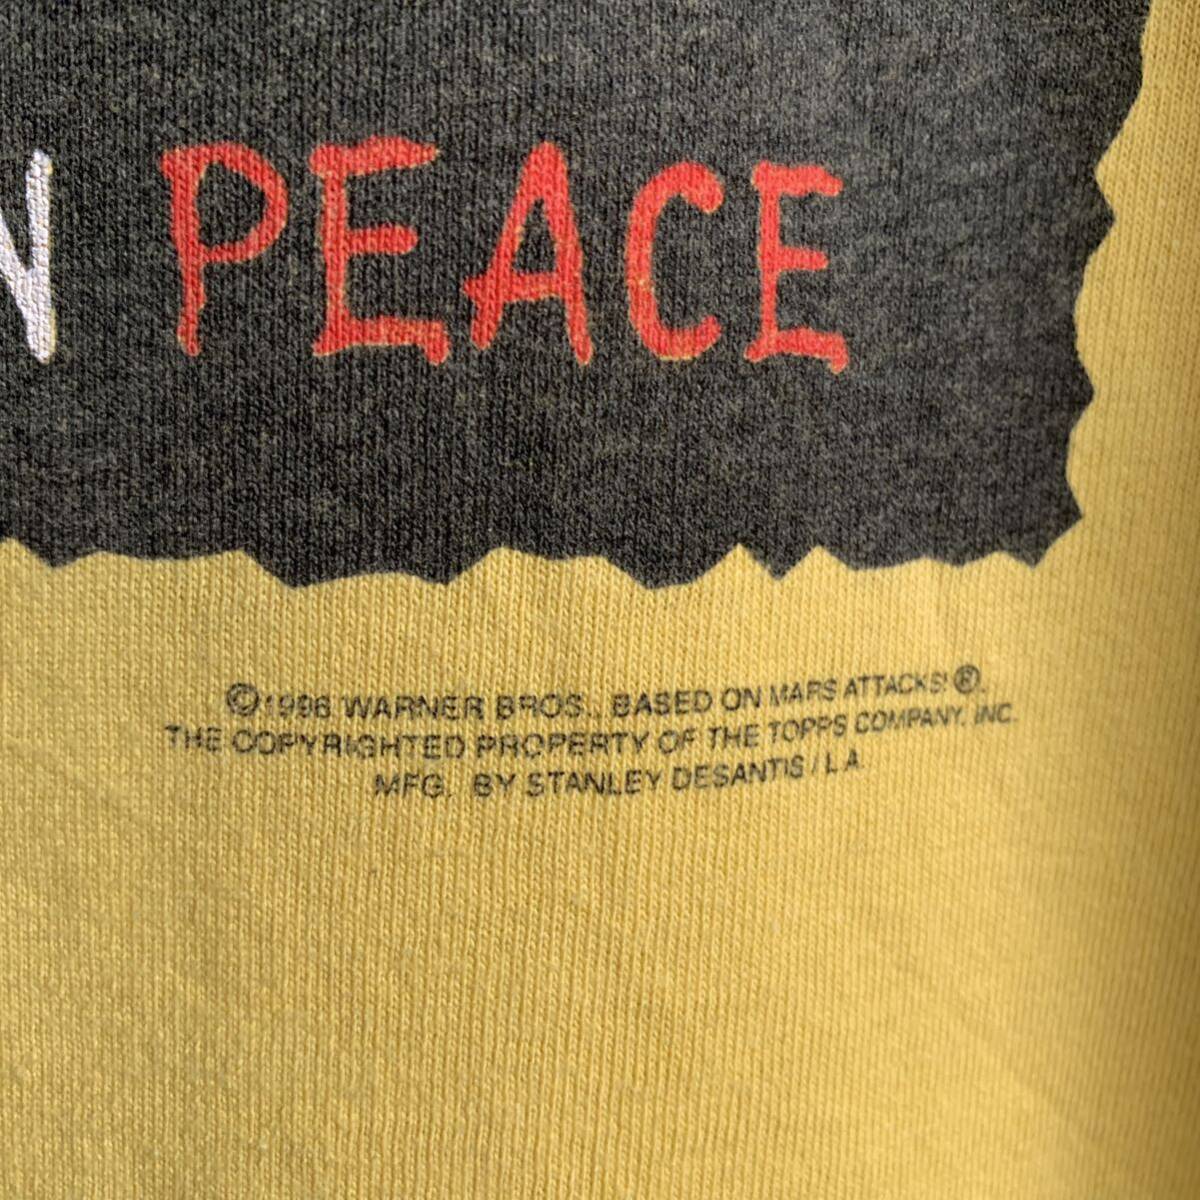 N PEACE
©1996 WARNER BROS. BASED ON MARS ATTACKS! ®.
THE COPYRIGHTED PROPERTY OF THE TOPPS COMPANY, INC.
MFG. BY STANLEY DESANTIS / L.A.